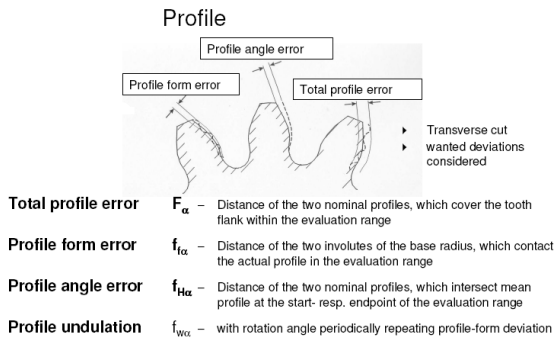 Profile
Profile angle error
Profile form error
Total profile error
Transverse cut
wanted deviations
considered
Total profile error Fα – Distance of the two nominal profiles, which cover the tooth
flank within the evaluation range
Profile form error ffα – Distance of the two involutes of the base radius, which contact
the actual profile in the evaluation range
Profile angle error fHα – Distance of the two nominal profiles, which intersect mean
profile at the start- resp. endpoint of the evaluation range
Profile undulation fwα – with rotation angle periodically repeating profile-form deviation